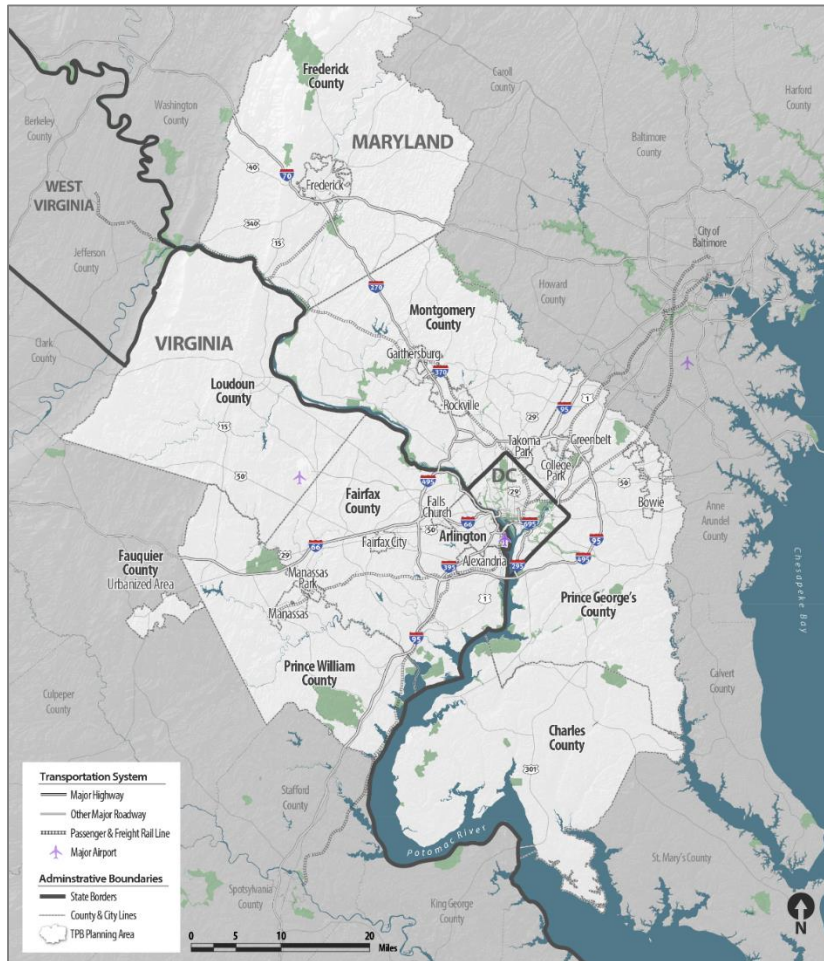 Frederick
County
Caroll
County
Harford
County
Washington
County
Berkeley
County
MARYLAND
Baltimore
County
40
70
Frederick
WEST
VIRGINIA
340
15
City of
Baltimore
Jefferson
County
270
Howard
County
Montgomery
County
Clark
County
VIRGINIA
Gaithersburg
370
Loudoun
County
Rockville
95
1
29
15
Takoma
Park
Greenbelt
College
Park
DC
50
50
Bowie
495
29
Fairfax
County
Falls
Church
66
695
Anne
Arundel
County
50
Arlington
95
Fauquier
County
Urbanized Area
29
66
Fairfax City
Alexandria
495
395
295
Manassas
Park
Manassas
1
Prince George's
County
Chesapeke Bay
95
Prince William
County
Calvert
County
Culpeper
County
Charles
County
301
Stafford
County
Potomac River
St. Mary's County
Spotsylvania
County
King George
County
Transportation System
Major Highway
Other Major Roadway
Passenger & Freight Rail Line
Major Airport
Adminstrative Boundaries
State Borders
County & City Lines
TPB Planning Area
0 5 10 20
Miles
N